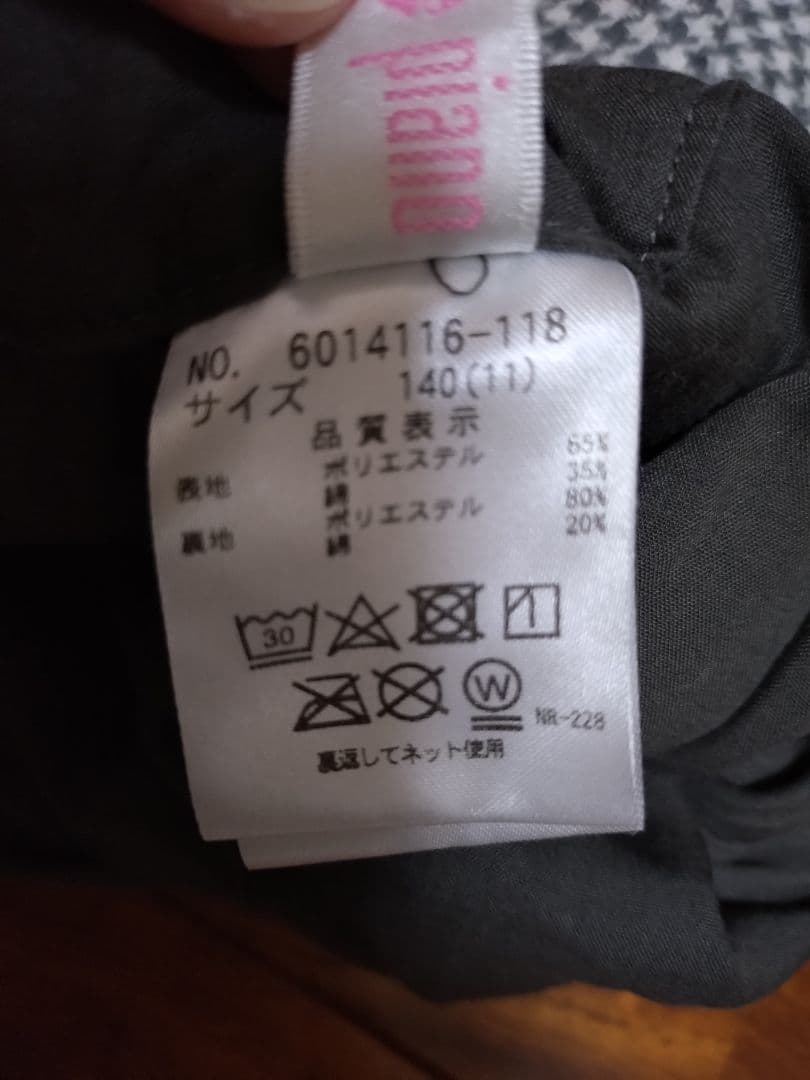 piano
NO. 6014116-118
サイズ 140(11)
品質表示
表地 ポリエステル 65%
綿 35%
裏地 ポリエステル 80%
綿 20%
30
W
NR-228
裏返してネット使用